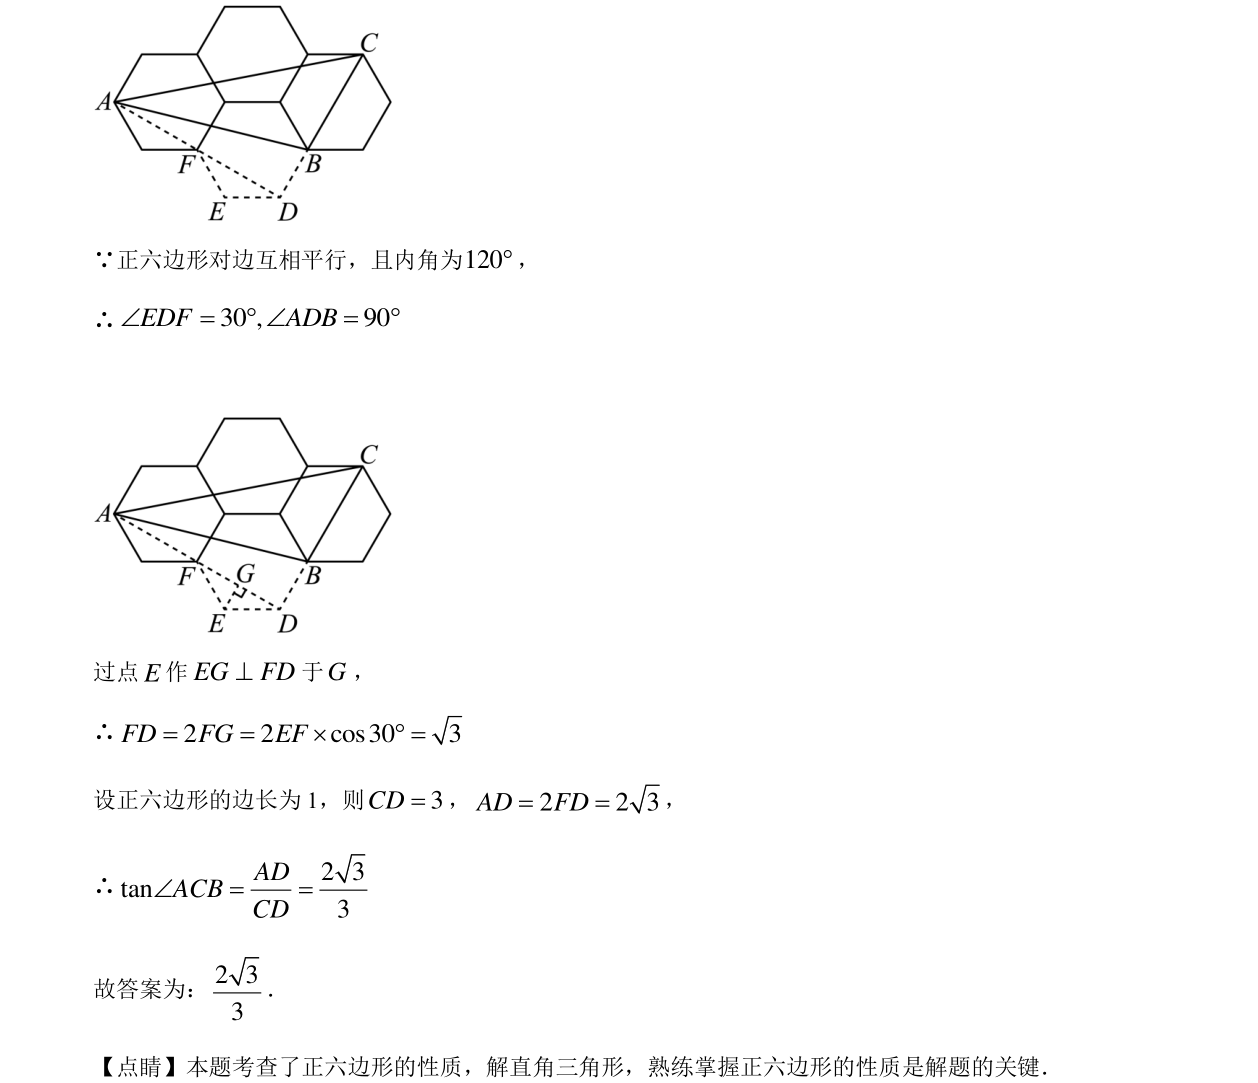 C
A
F
B
E
D
∵正六边形对边互相平行，且内角为120°，
∴∠EDF = 30°,∠ADB = 90°
C
A
F
G
B
E
D
过点E作EG ⊥ FD于G，
∴FD = 2FG = 2EF × cos30° = √3
设正六边形的边长为1，则CD = 3，AD = 2FD = 2√3，
∴tan∠ACB = AD/CD = 2√3/3
故答案为：2√3/3．
【点睛】本题考查了正六边形的性质，解直角三角形，熟练掌握正六边形的性质是解题的关键．